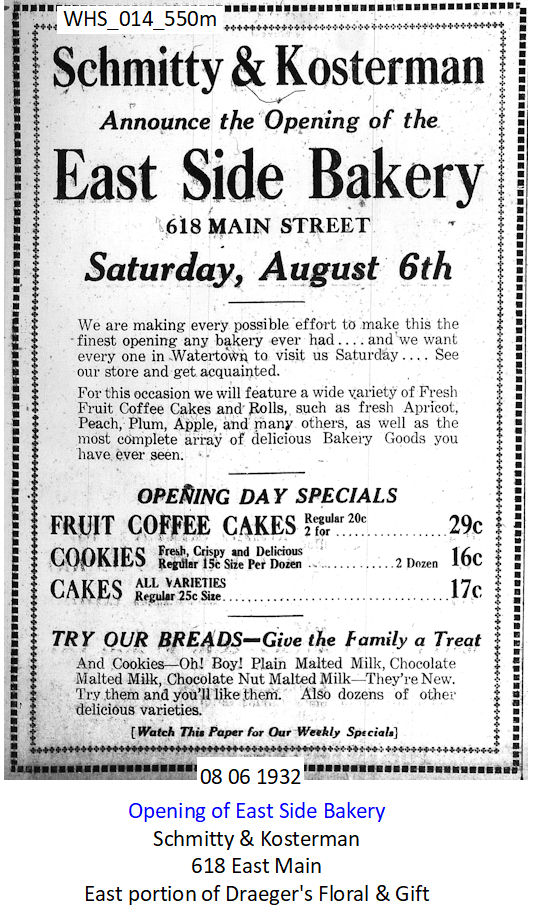 WHS_014_550m
Schmitty & Kosterman
Announce the Opening of the
East Side Bakery
618 MAIN STREET
Saturday, August 6th
We are making every possible effort to make this the
finest opening any bakery ever had .... and we want
every one in Watertown to visit us Saturday .... See
our store and get acquainted.
For this occasion we will feature a wide variety of Fresh
Fruit Coffee Cakes and Rolls, such as fresh Apricot,
Peach, Plum, Apple, and many others, as well as the
most complete array of delicious Bakery Goods you
have ever seen.
OPENING DAY SPECIALS
FRUIT COFFEE CAKES Regular 20c 2 for .................. 29c
COOKIES Fresh, Crispy and Delicious Regular 15c Size Per Dozen .............. 2 Dozen 16c
CAKES ALL VARIETIES Regular 25c Size ........................................ 17c
TRY OUR BREADS—Give the Family a Treat
And Cookies—Oh! Boy! Plain Malted Milk, Chocolate
Malted Milk, Chocolate Nut Malted Milk—They're New.
Try them and you'll like them. Also dozens of other
delicious varieties.
[Watch This Paper for Our Weekly Specials]
08 06 1932
Opening of East Side Bakery
Schmitty & Kosterman
618 East Main
East portion of Draeger's Floral & Gift